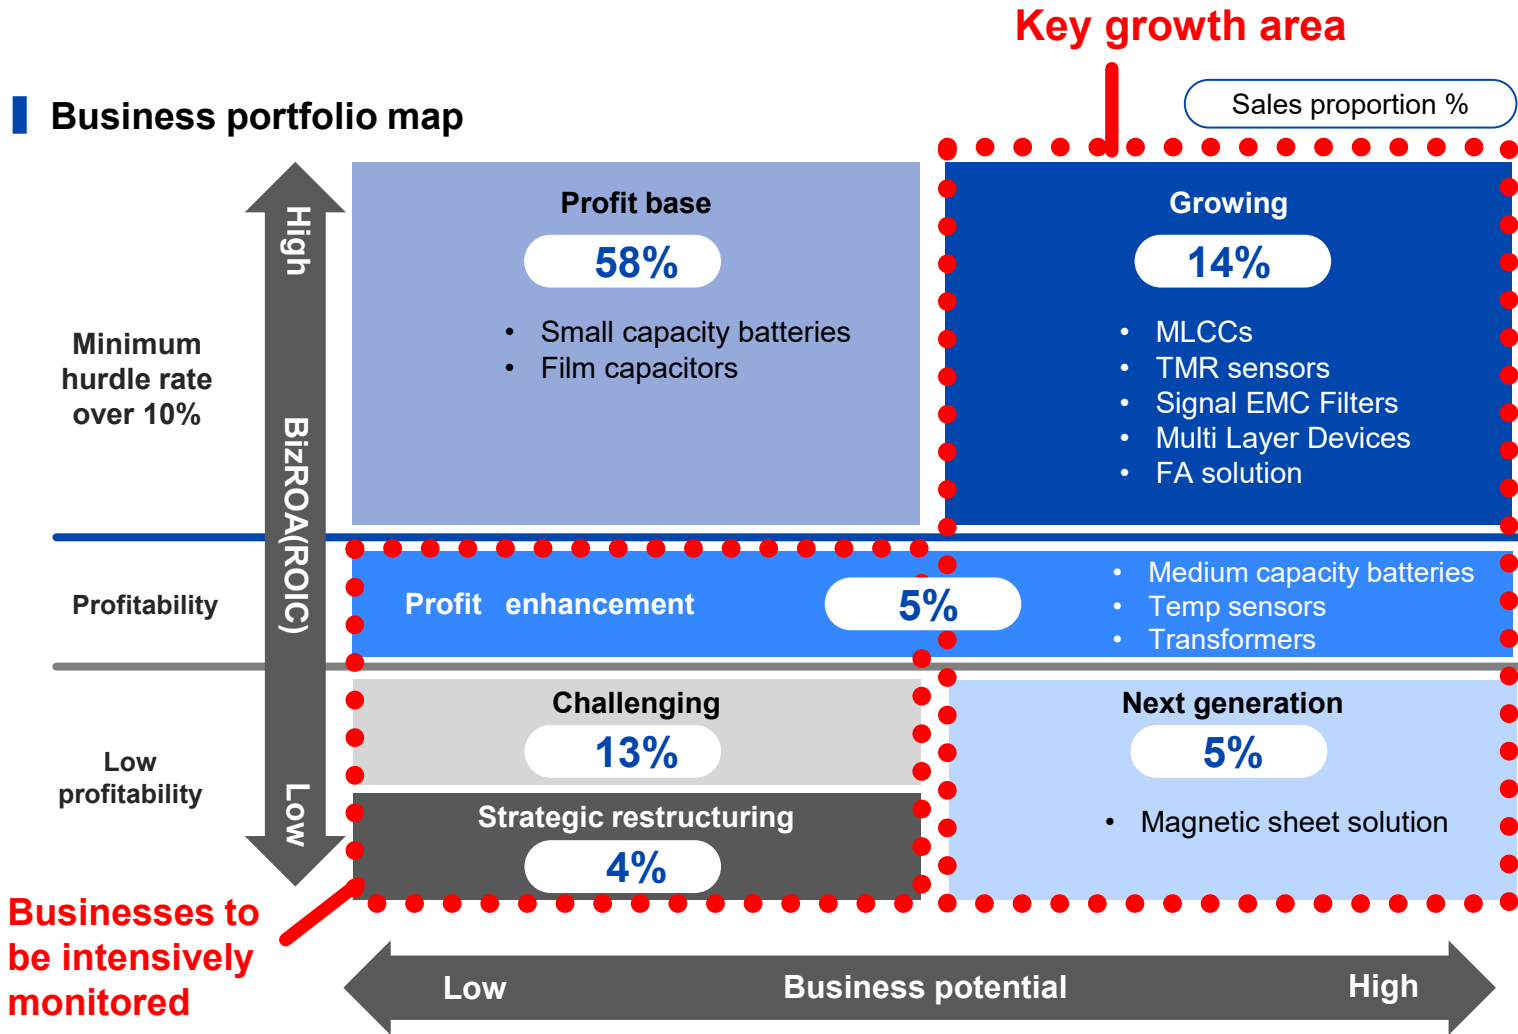 Key growth area
Business portfolio map
Sales proportion %
High
BizROA(ROIC)
Low
Minimum
hurdle rate
over 10%
Profitability
Low
profitability
Profit base
58%
• Small capacity batteries
• Film capacitors
Growing
14%
• MLCCs
• TMR sensors
• Signal EMC Filters
• Multi Layer Devices
• FA solution
Profit enhancement
5%
• Medium capacity batteries
• Temp sensors
• Transformers
Challenging
13%
Strategic restructuring
4%
Next generation
5%
• Magnetic sheet solution
Businesses to
be intensively
monitored
Low
Business potential
High